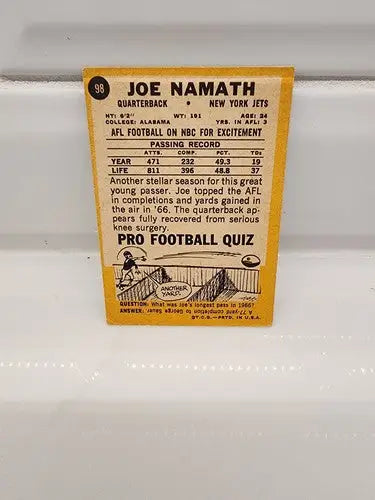 98
JOE NAMATH
QUARTERBACK • NEW YORK JETS
HT: 6'2" WT: 191 AGE: 24
COLLEGE: ALABAMA YRS. IN AFL: 3
AFL FOOTBALL ON NBC FOR EXCITEMENT
PASSING RECORD
ATTS. COMP. PCT. TDS
YEAR 471 232 49.3 19
LIFE 811 396 48.8 37
Another stellar season for this great
young passer. Joe topped the AFL
in completions and yards gained in
the air in '66. The quarterback ap-
pears fully recovered from serious
knee surgery.
PRO FOOTBALL QUIZ
ANOTHER
YARD.
QUESTION: What was Joe's longest pass in 1966?
ANSWER: A 77 yard completion to George Sauer
©T.C.G.—PRTD. IN U.S.A.